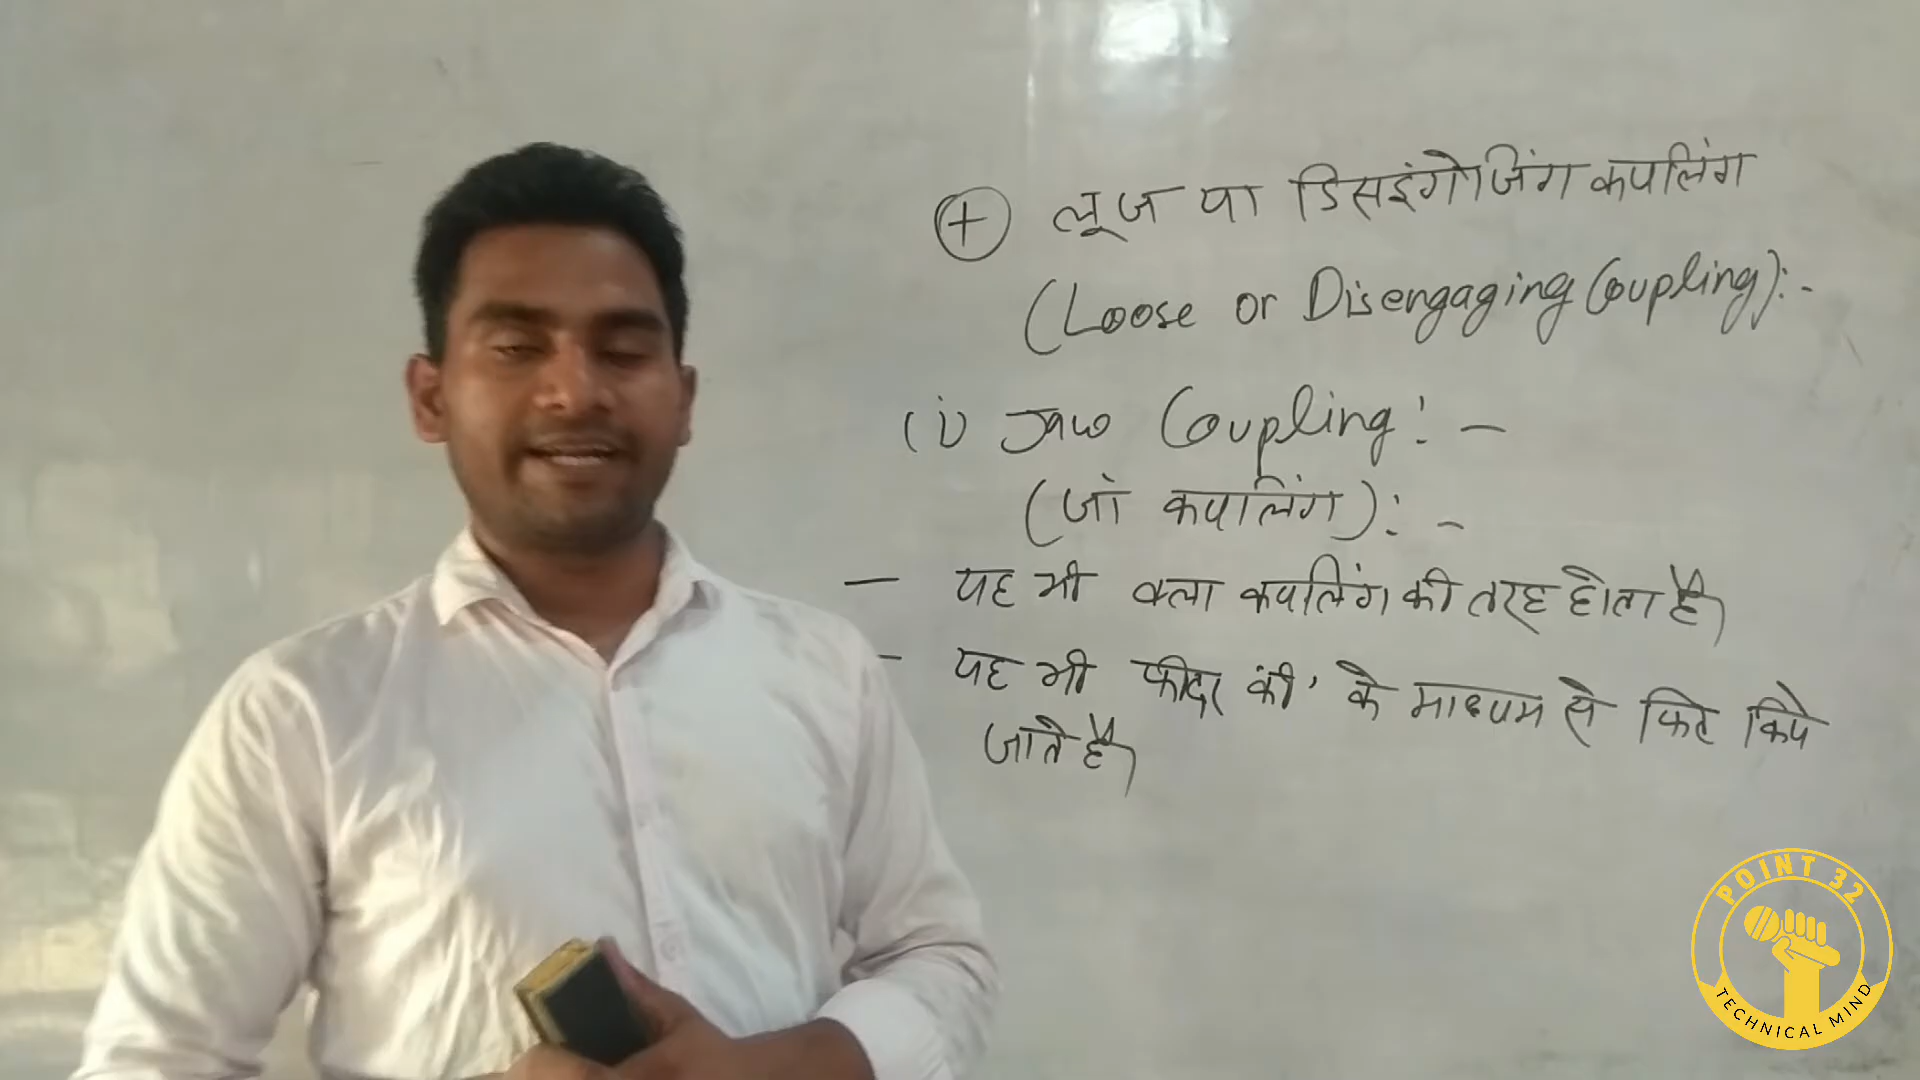 + लूज या डिसइंगेजिंग कपलिंग
(Loose or Disengaging Coupling):-
(i) Jaw Coupling:-
(जॉ कपलिंग):-
- यह भी क्ला कपलिंग की तरह होता है
- यह भी फीदर की' के माध्यम से फिट किये
जाते है
POINT 32
TECHNICAL MIND